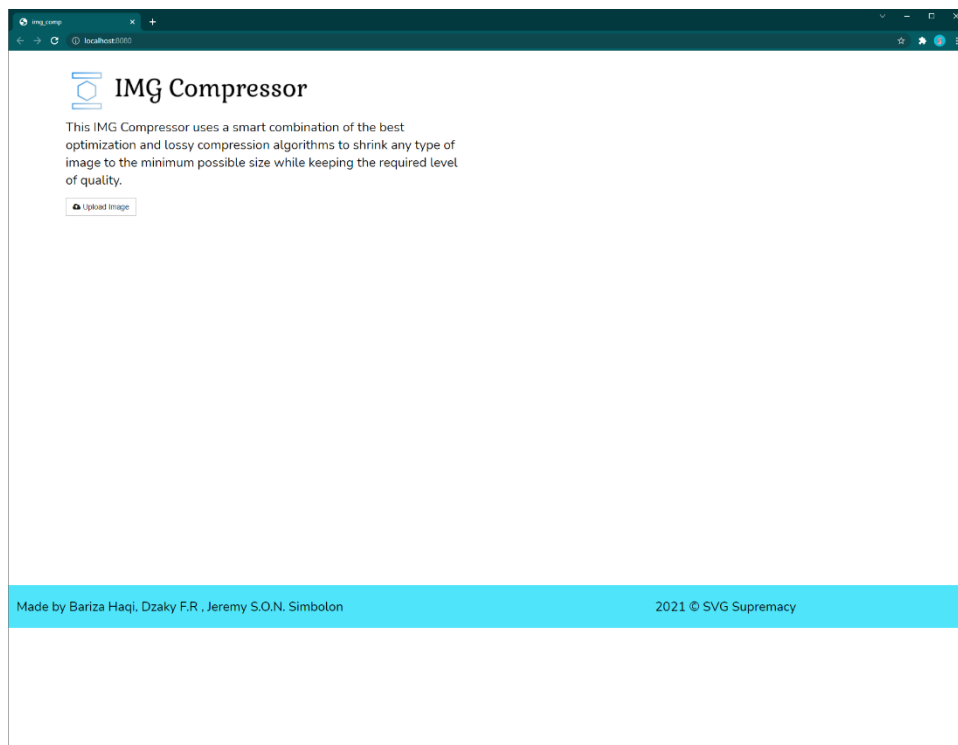 img_comp
localhost:8080
IMG Compressor
This IMG Compressor uses a smart combination of the best
optimization and lossy compression algorithms to shrink any type of
image to the minimum possible size while keeping the required level
of quality.
Upload Image
Made by Bariza Haqi, Dzaky F.R , Jeremy S.O.N. Simbolon
2021 © SVG Supremacy